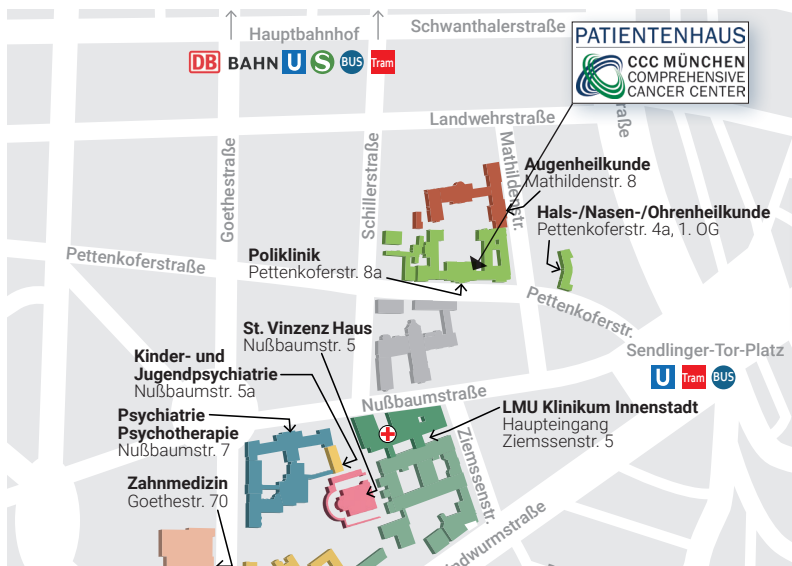 Hauptbahnhof
DB BAHN U S BUS Tram
Schwanthalerstraße
PATIENTENHAUS
CCC MÜNCHEN
COMPREHENSIVE
CANCER CENTER
Landwehrstraße
raße
Goethestraße
Schillerstraße
Mathildenstr.
Augenheilkunde
Mathildenstr. 8
Hals-/Nasen-/Ohrenheilkunde
Pettenkoferstr. 4a, 1. OG
Pettenkoferstraße
Poliklinik
Pettenkoferstr. 8a
Pettenkoferstr.
St. Vinzenz Haus
Nußbaumstr. 5
Sendlinger-Tor-Platz
U Tram BUS
Kinder- und
Jugendpsychiatrie
Nußbaumstr. 5a
Nußbaumstraße
Psychiatrie
Psychotherapie
Nußbaumstr. 7
LMU Klinikum Innenstadt
Haupteingang
Ziemssenstr. 5
Ziemssenstr.
Zahnmedizin
Goethestr. 70
ndwurmstraße